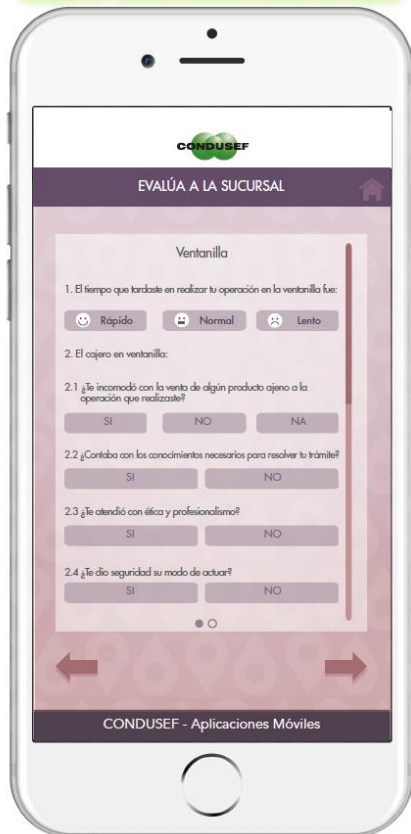 CONDUSEF
EVALÚA A LA SUCURSAL
Ventanilla
1. El tiempo que tardaste en realizar tu operación en la ventanilla fue:
Rápido Normal Lento
2. El cajero en ventanilla:
2.1 ¿Te incomodó con la venta de algún producto ajeno a la
operación que realizaste?
SI NO NA
2.2 ¿Contaba con los conocimientos necesarios para resolver tu trámite?
SI NO
2.3 ¿Te atendió con ética y profesionalismo?
SI NO
2.4 ¿Te dio seguridad su modo de actuar?
SI NO
CONDUSEF - Aplicaciones Móviles